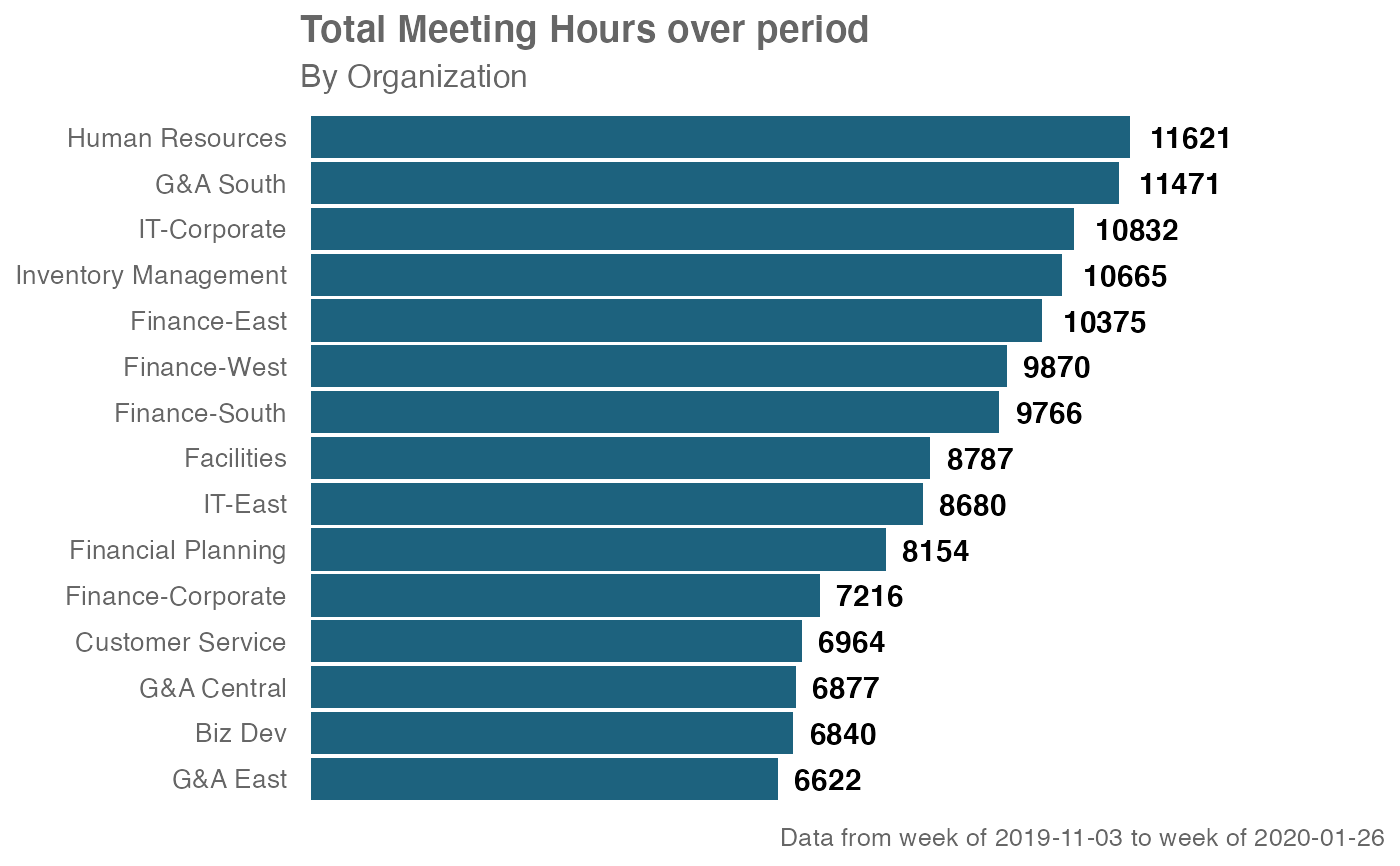 Total Meeting Hours over period
By Organization
Human Resources 11621
G&A South 11471
IT-Corporate 10832
Inventory Management 10665
Finance-East 10375
Finance-West 9870
Finance-South 9766
Facilities 8787
IT-East 8680
Financial Planning 8154
Finance-Corporate 7216
Customer Service 6964
G&A Central 6877
Biz Dev 6840
G&A East 6622
Data from week of 2019-11-03 to week of 2020-01-26